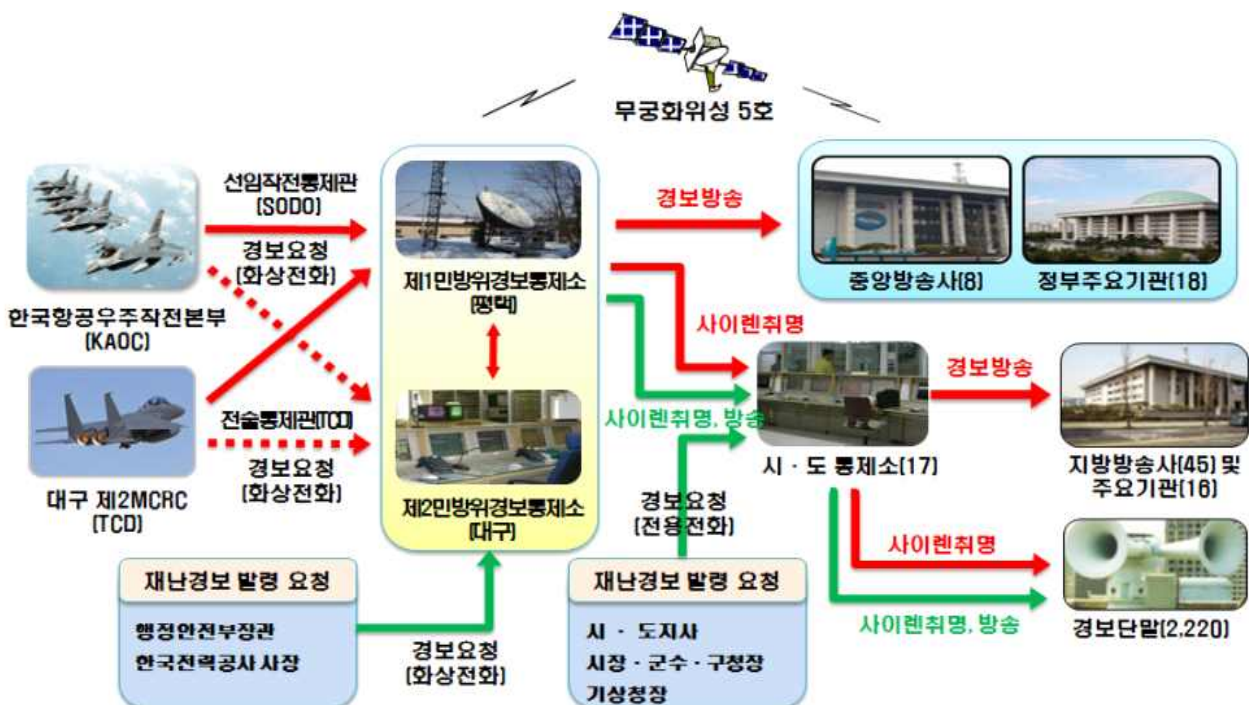 무궁화위성 5호
선임작전통제관
(SODO)
경보요청
(화상전화)
한국항공우주작전본부
(KAOC)
전술통제관(TCD)
경보요청
(화상전화)
대구 제2MCRC
(TCD)
제1민방위경보통제소
(평택)
제2민방위경보통제소
(대구)
경보방송
중앙방송사(8)
정부주요기관(18)
사이렌취명
사이렌취명, 방송
시 · 도 통제소(17)
경보방송
지방방송사(45) 및
주요기관(16)
경보요청
(전용전화)
사이렌취명
사이렌취명, 방송
경보단말(2,220)
재난경보 발령 요청
행정안전부장관
한국전력공사 사장
경보요청
(화상전화)
재난경보 발령 요청
시 · 도지사
시장 · 군수 · 구청장
기상청장